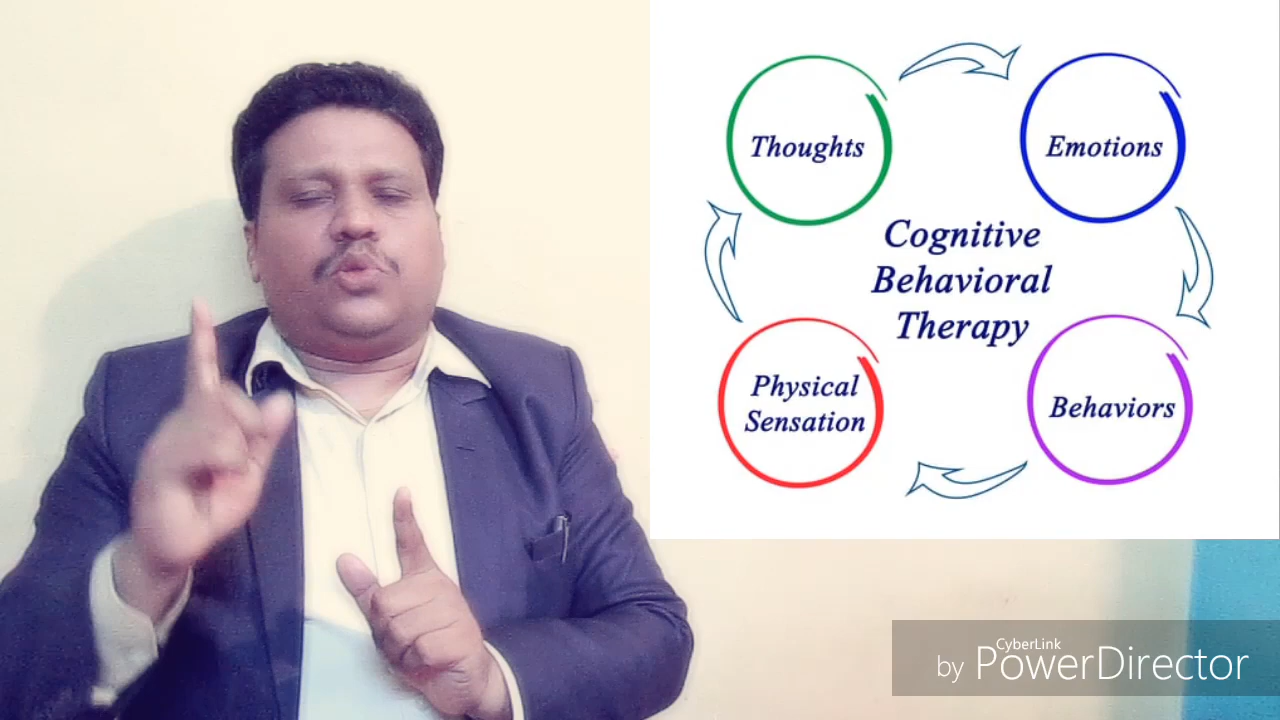 Thoughts
Emotions
Cognitive
Behavioral
Therapy
Physical
Sensation
Behaviors
CyberLink
by PowerDirector